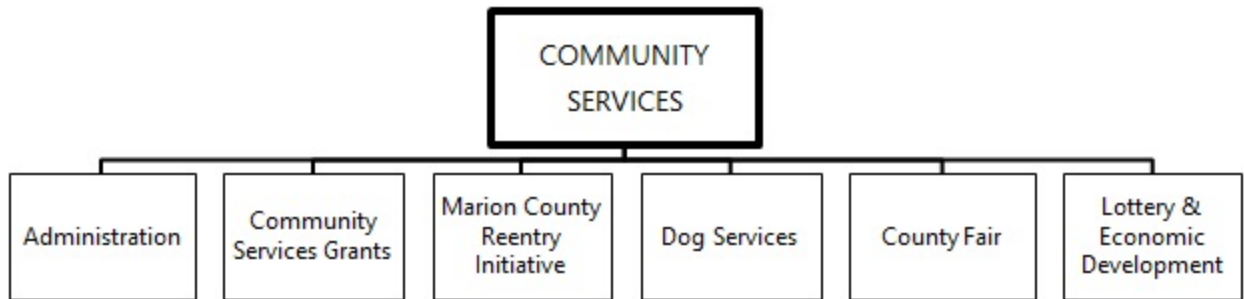 COMMUNITY
SERVICES
Administration
Community
Services Grants
Marion County
Reentry
Initiative
Dog Services
County Fair
Lottery &
Economic
Development